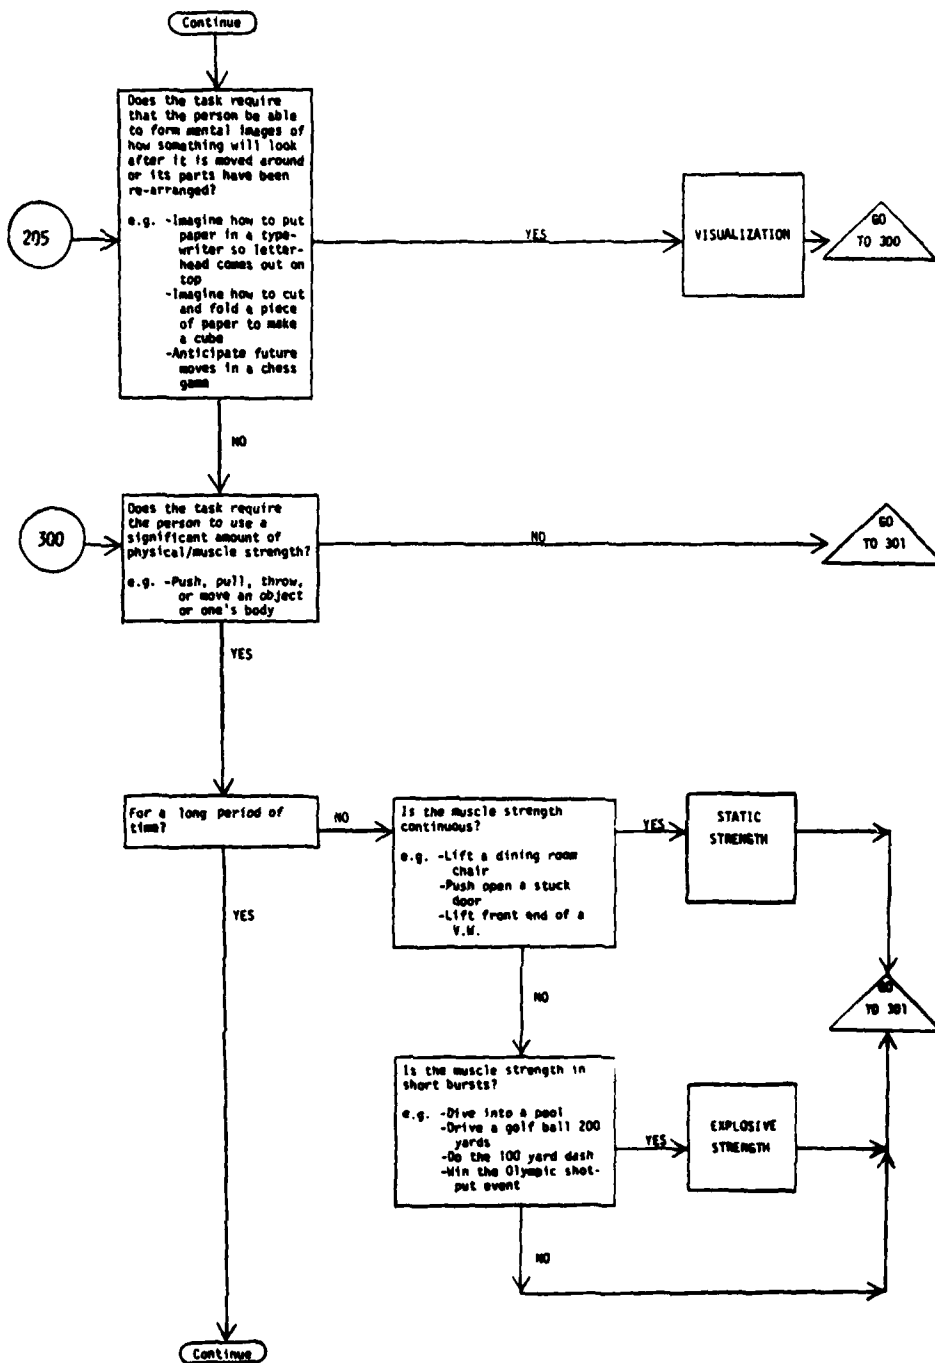 Continue
Does the task require
that the person be able
to form mental images of
how something will look
after it is moved around
or its parts have been
re-arranged?
e.g. -Imagine how to put
paper in a type-
writer so letter-
head comes out on
top
-Imagine how to cut
and fold a piece
of paper to make
a cube
-Anticipate future
moves in a chess
game
205
YES
VISUALIZATION
GO
TO 300
NO
300
Does the task require
the person to use a
significant amount of
physical/muscle strength?
e.g. -Push, pull, throw,
or move an object
or one's body
NO
GO
TO 301
YES
For a long period of
time?
NO
Is the muscle strength
continuous?
e.g. -Lift a dining room
chair
-Push open a stuck
door
-Lift front end of a
V.W.
YES
STATIC
STRENGTH
YES
NO
GO
TO 301
Is the muscle strength in
short bursts?
e.g. -Dive into a pool
-Drive a golf ball 200
yards
-Do the 100 yard dash
-Win the Olympic shot-
put event
YES
EXPLOSIVE
STRENGTH
NO
Continue